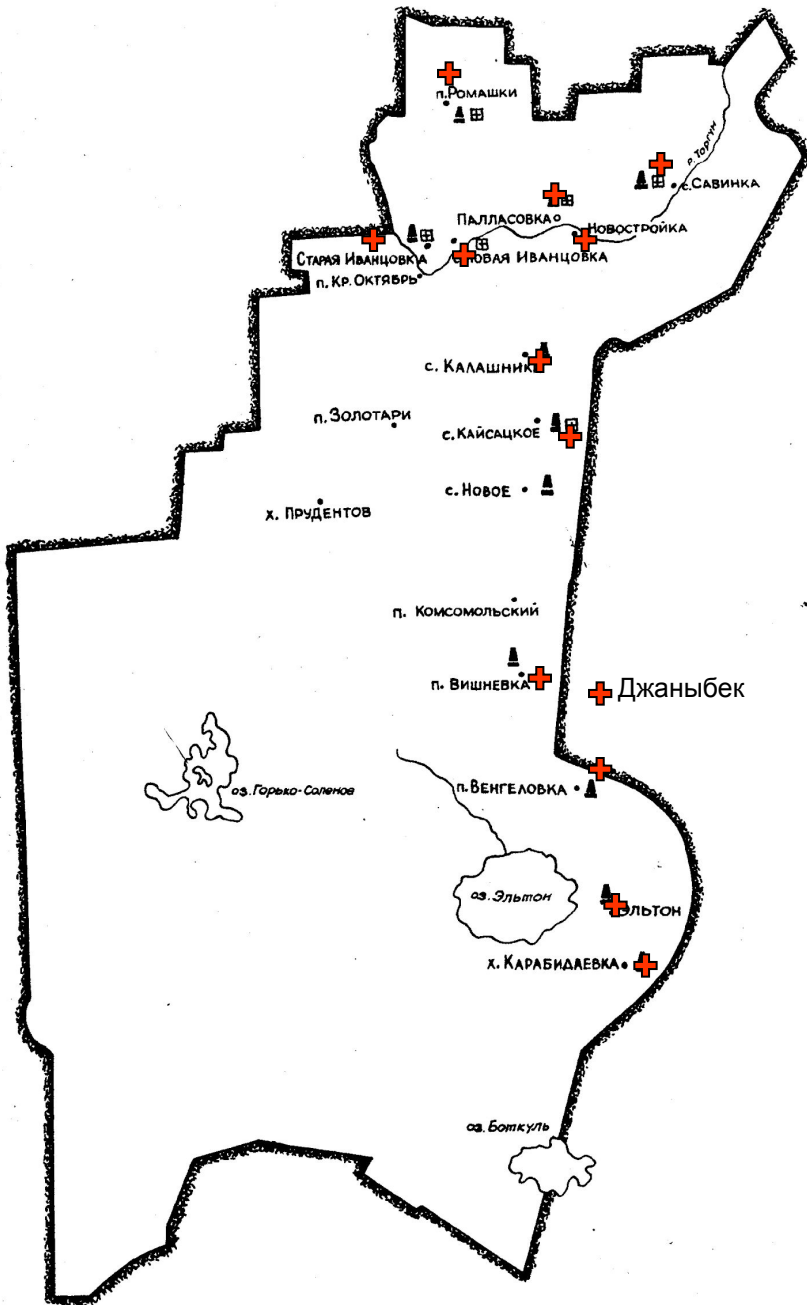 п. Ромашки
р. Торгун
с. Савинка
Палласовка
Новостройка
Старая Иванцовка
Новая Иванцовка
п. Кр. Октябрь
с. Калашники
п. Золотари
с. Кайсацкое
с. Новое
х. Прудентов
п. Комсомольский
п. Вишневка
Джаныбек
оз. Горько-Соленое
п. Венгеловка
оз. Эльтон
Эльтон
х. Карабидаевка
оз. Боткуль